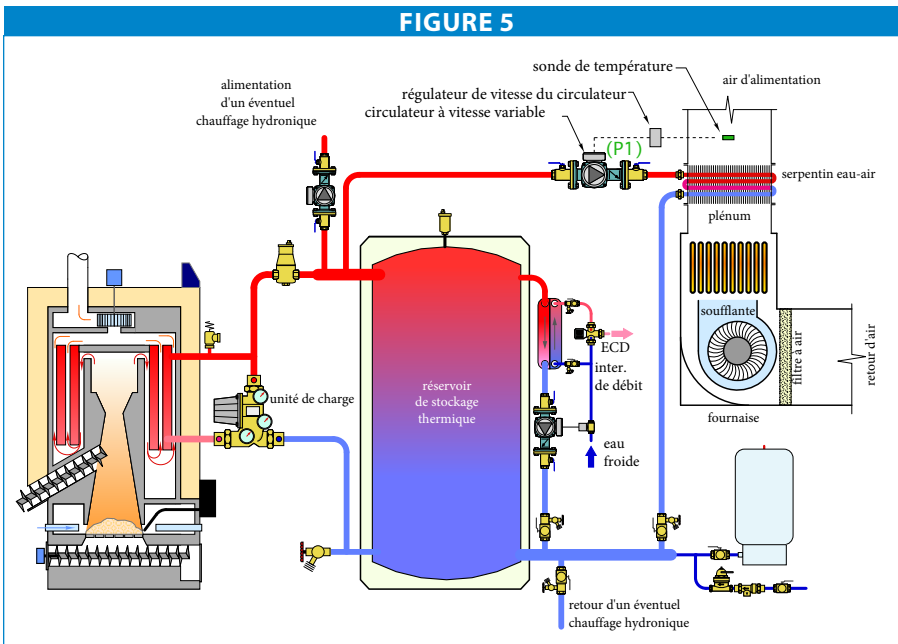 FIGURE 5
sonde de température
air d'alimentation
alimentation
d'un éventuel
chauffage hydronique
régulateur de vitesse du circulateur
circulateur à vitesse variable
(P1)
serpentin eau-air
plénum
soufflante
filtre à air
retour d'air
ECD
inter.
de débit
unité de charge
réservoir
de stockage
thermique
fournaise
eau
froide
retour d'un éventuel
chauffage hydronique